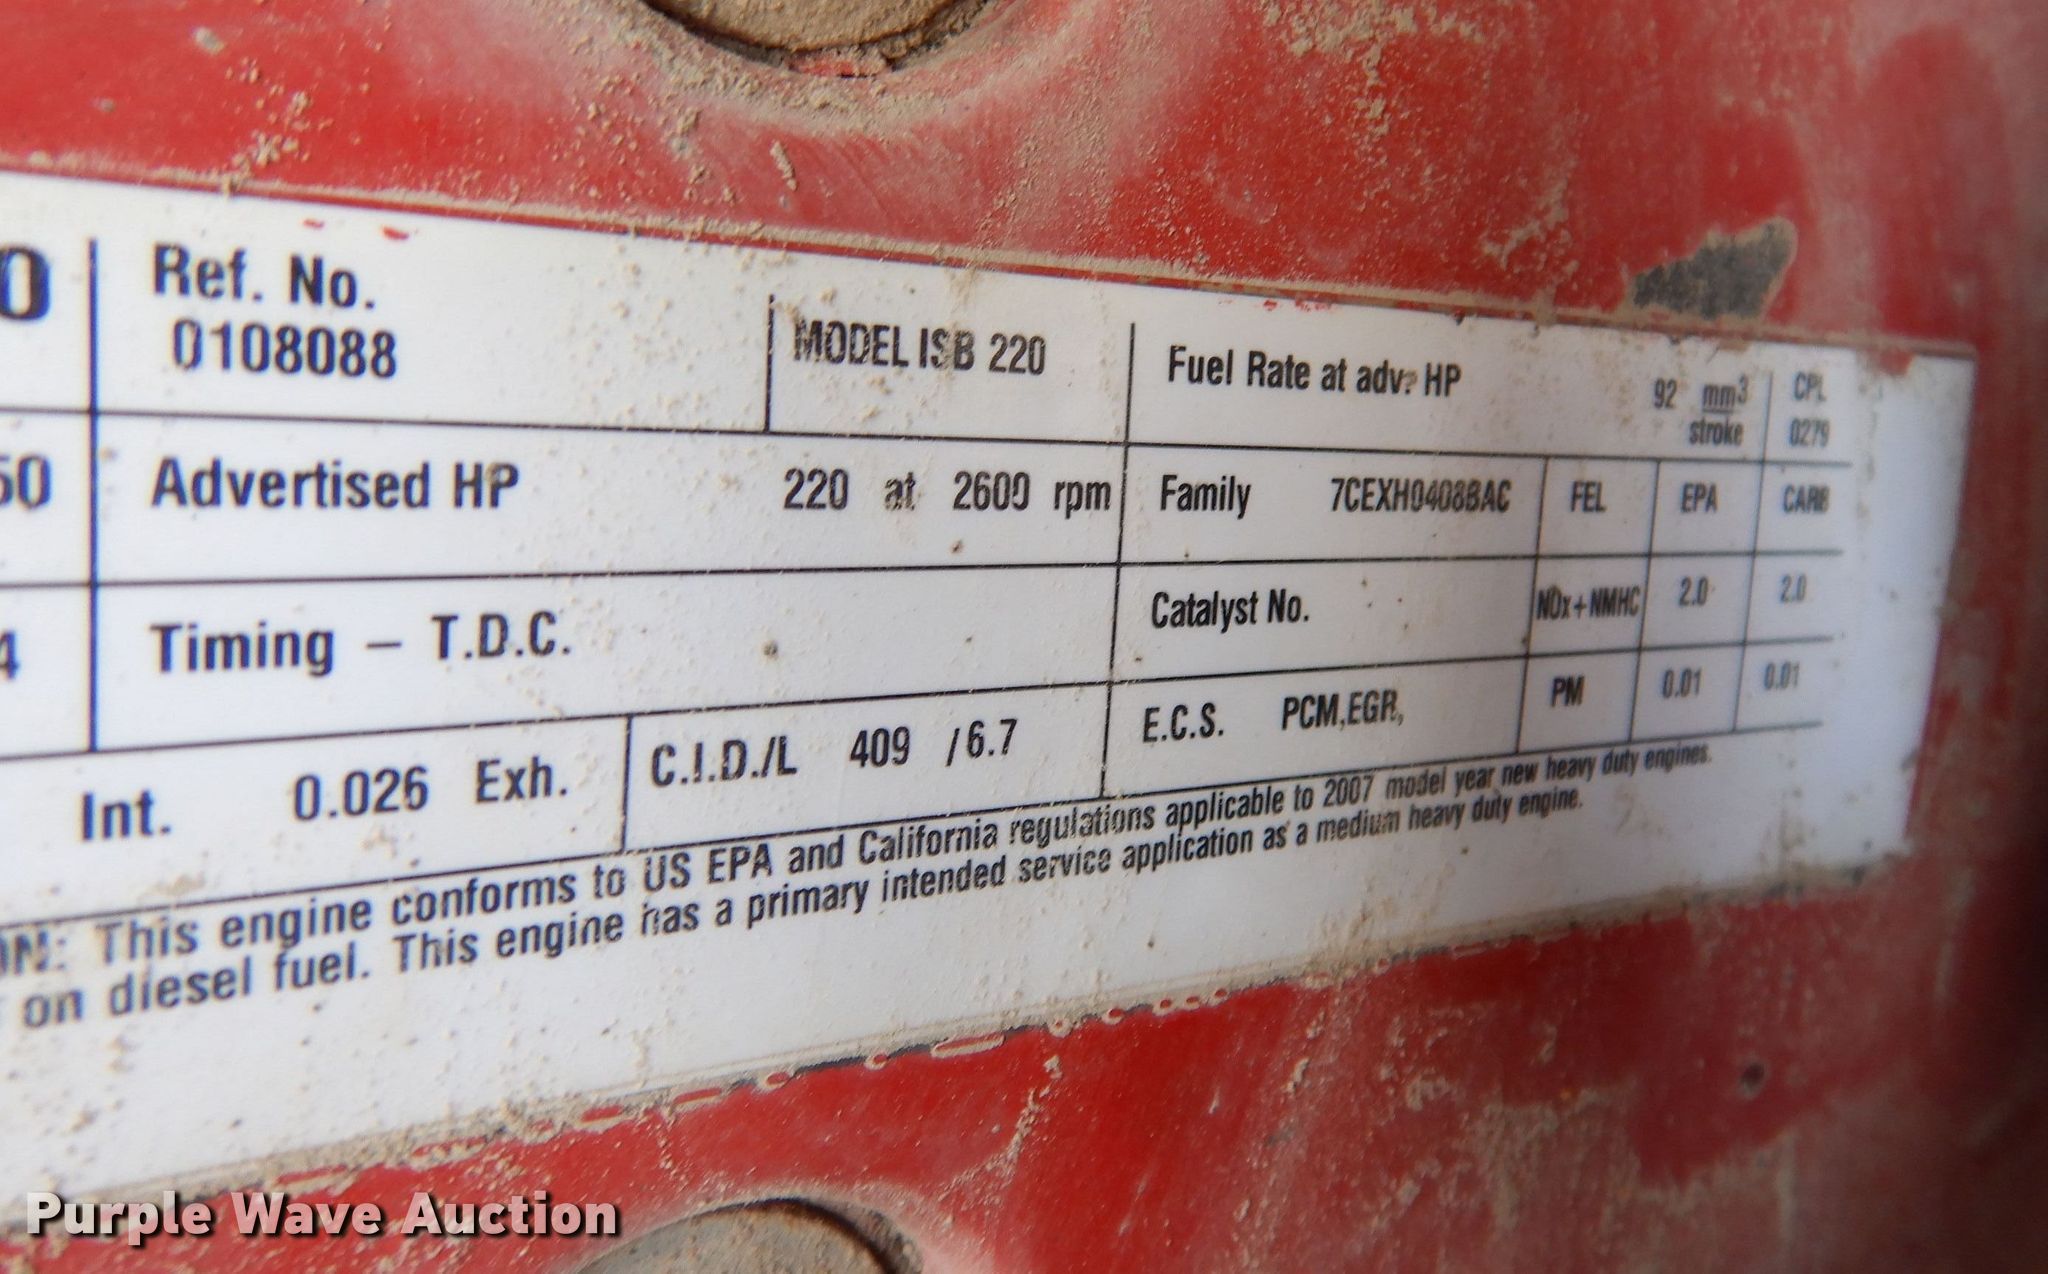 0 Ref. No. MODEL ISB 220 Fuel Rate at adv. HP 92 mm3 CPL
0108088 stroke 0279
50 Advertised HP 220 at 2600 rpm Family 7CEXH0408BAC FEL EPA CARB
4 Timing – T.D.C. Catalyst No. NOx+NMHC 2.0 2.0
Int. 0.026 Exh. C.I.D./L 409 /6.7 E.C.S. PCM,EGR, PM 0.01 0.01
ON: This engine conforms to US EPA and California regulations applicable to 2007 model year new heavy duty engines.
on diesel fuel. This engine has a primary intended service application as a medium heavy duty engine.
Purple Wave Auction